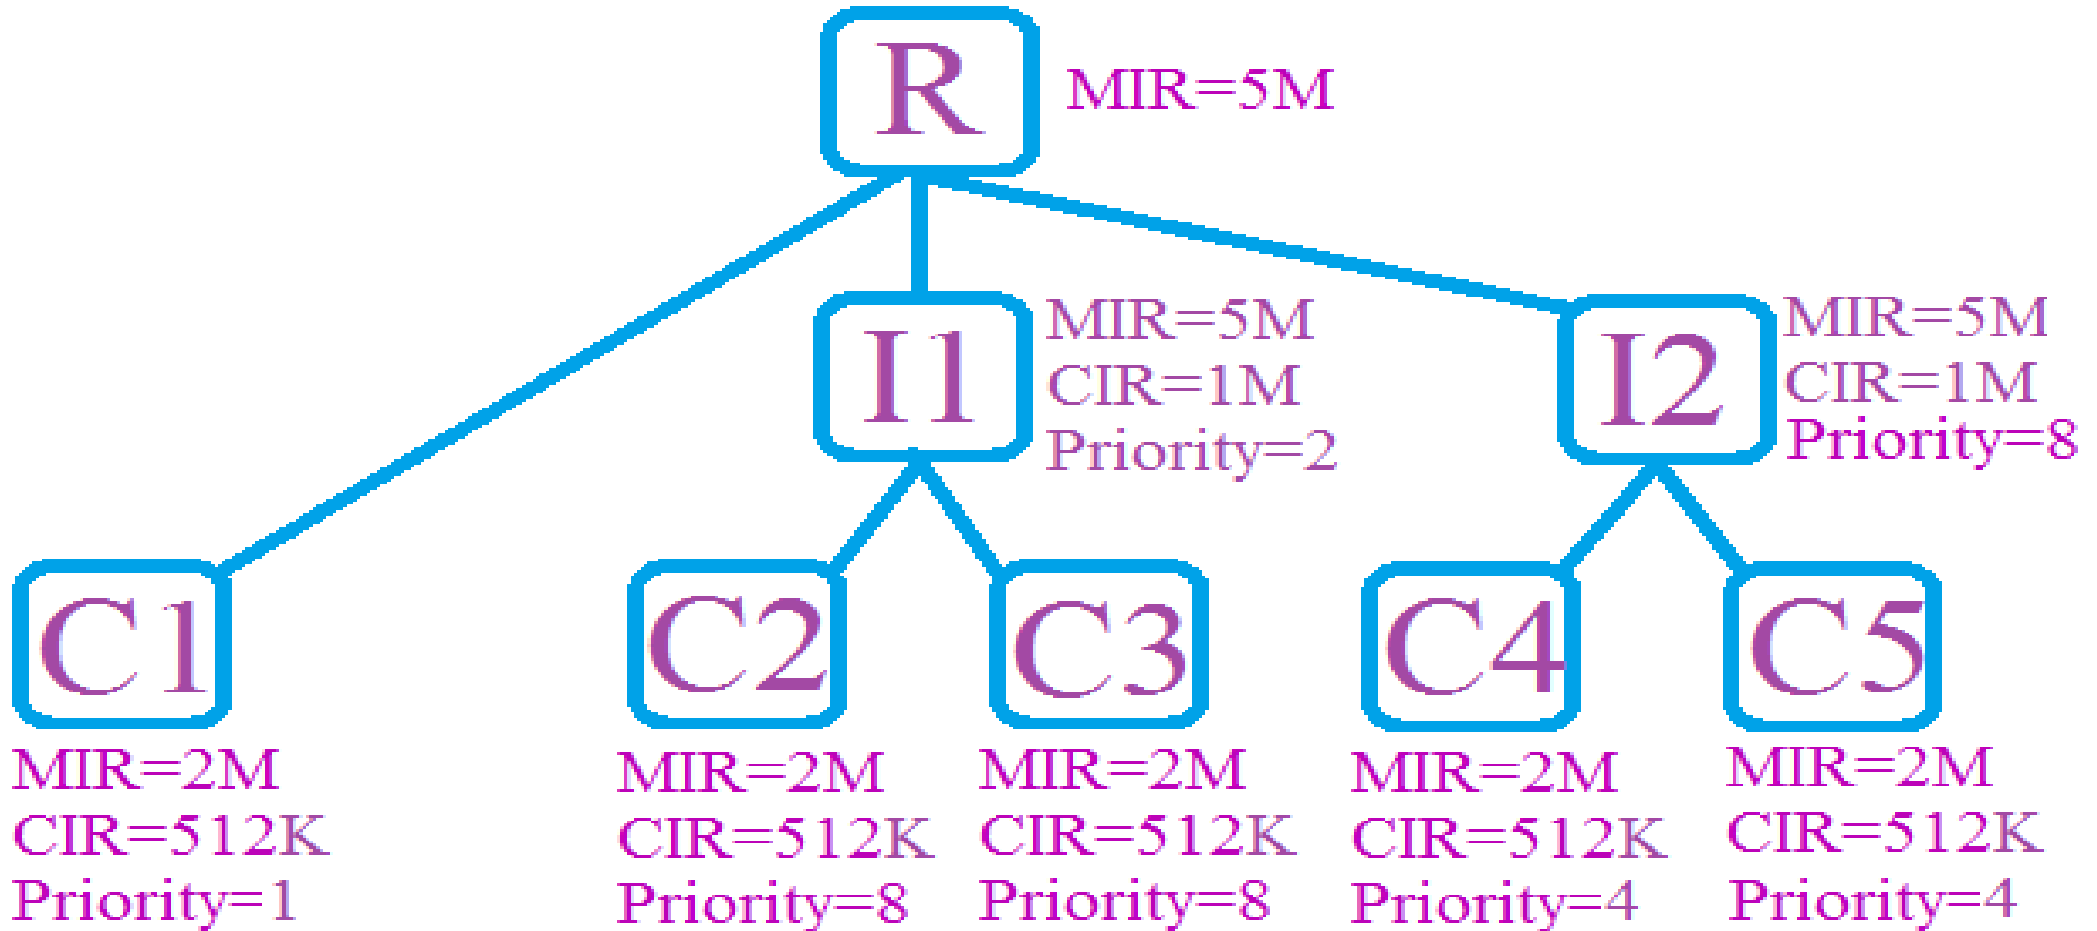 R
MIR=5M
I1
MIR=5M
CIR=1M
Priority=2
I2
MIR=5M
CIR=1M
Priority=8
C1
MIR=2M
CIR=512K
Priority=1
C2
MIR=2M
CIR=512K
Priority=8
C3
MIR=2M
CIR=512K
Priority=8
C4
MIR=2M
CIR=512K
Priority=4
C5
MIR=2M
CIR=512K
Priority=4